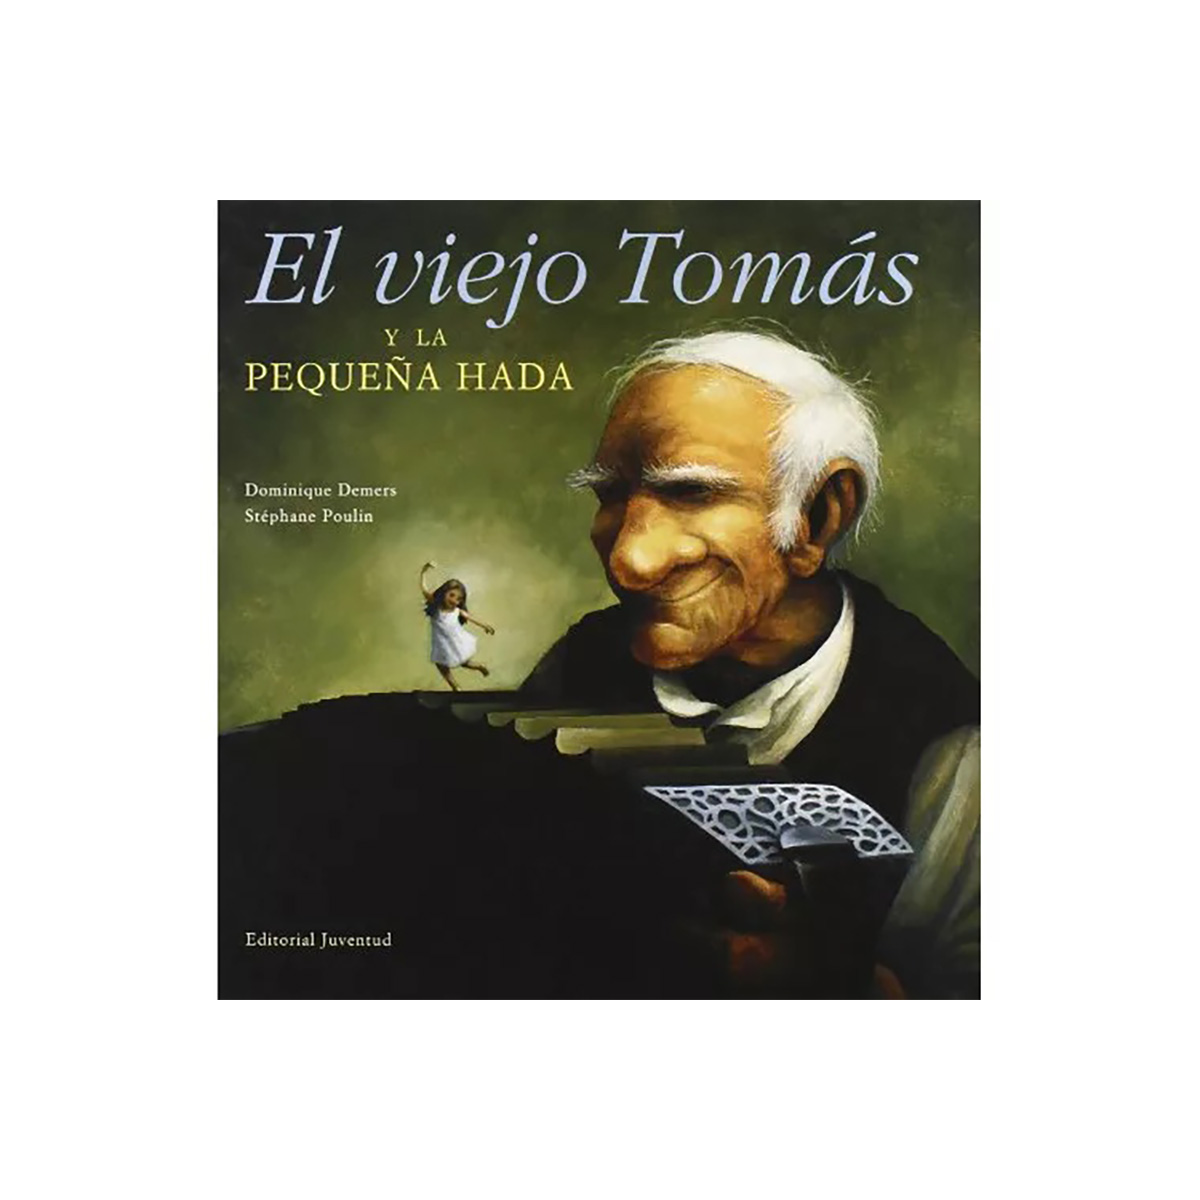 El viejo Tomás
Y LA
PEQUEÑA HADA
Dominique Demers
Stéphane Poulin
Editorial Juventud